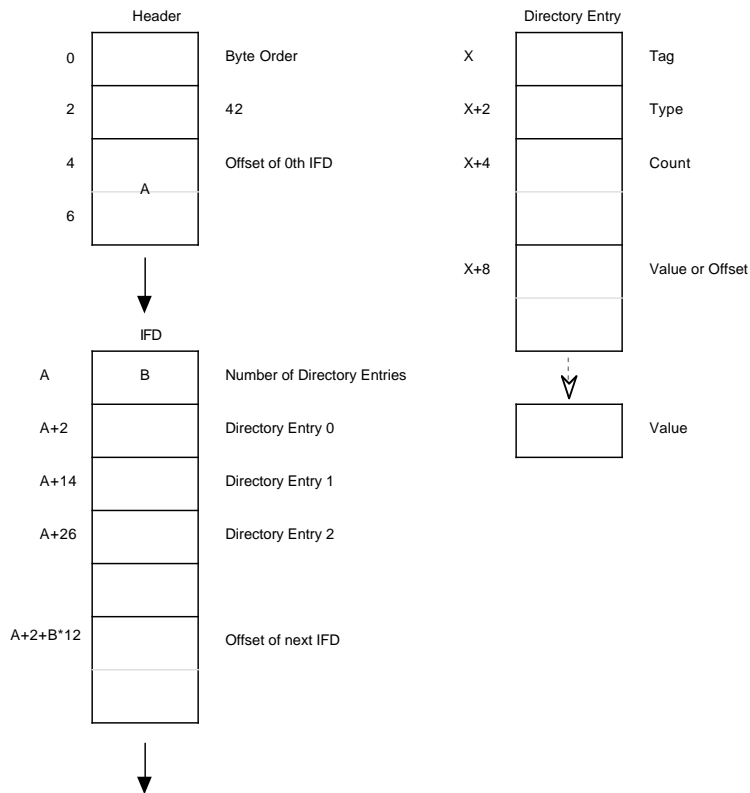 Header
0 Byte Order
2 42
4 Offset of 0th IFD
A
6
IFD
A B Number of Directory Entries
A+2 Directory Entry 0
A+14 Directory Entry 1
A+26 Directory Entry 2
A+2+B*12 Offset of next IFD
Directory Entry
X Tag
X+2 Type
X+4 Count
X+8 Value or Offset
Value